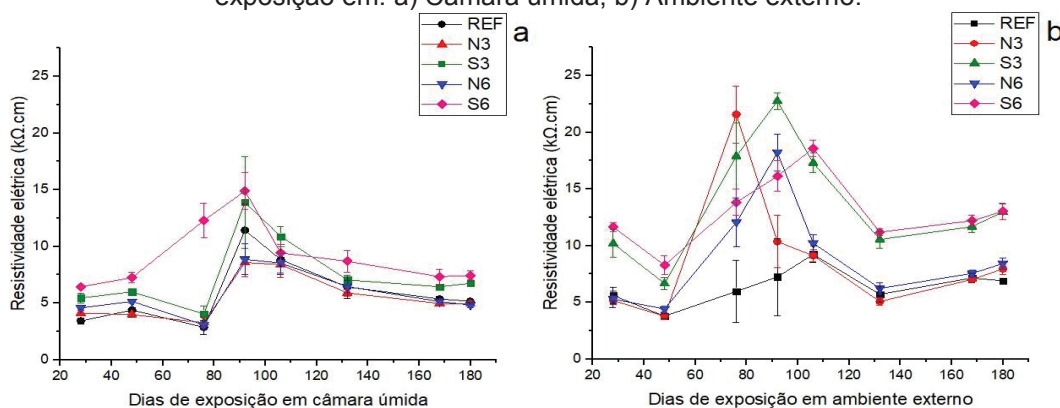 exposição em: a) Câmara úmida; b) Ambiente externo.
a
REF
N3
S3
N6
S6
Resistividade elétrica (kΩ.cm)
25
20
15
10
5
0
20 40 60 80 100 120 140 160 180
Dias de exposição em câmara úmida
b
REF
N3
S3
N6
S6
Resistividade elétrica (kΩ.cm)
25
20
15
10
5
0
20 40 60 80 100 120 140 160 180
Dias de exposição em ambiente externo